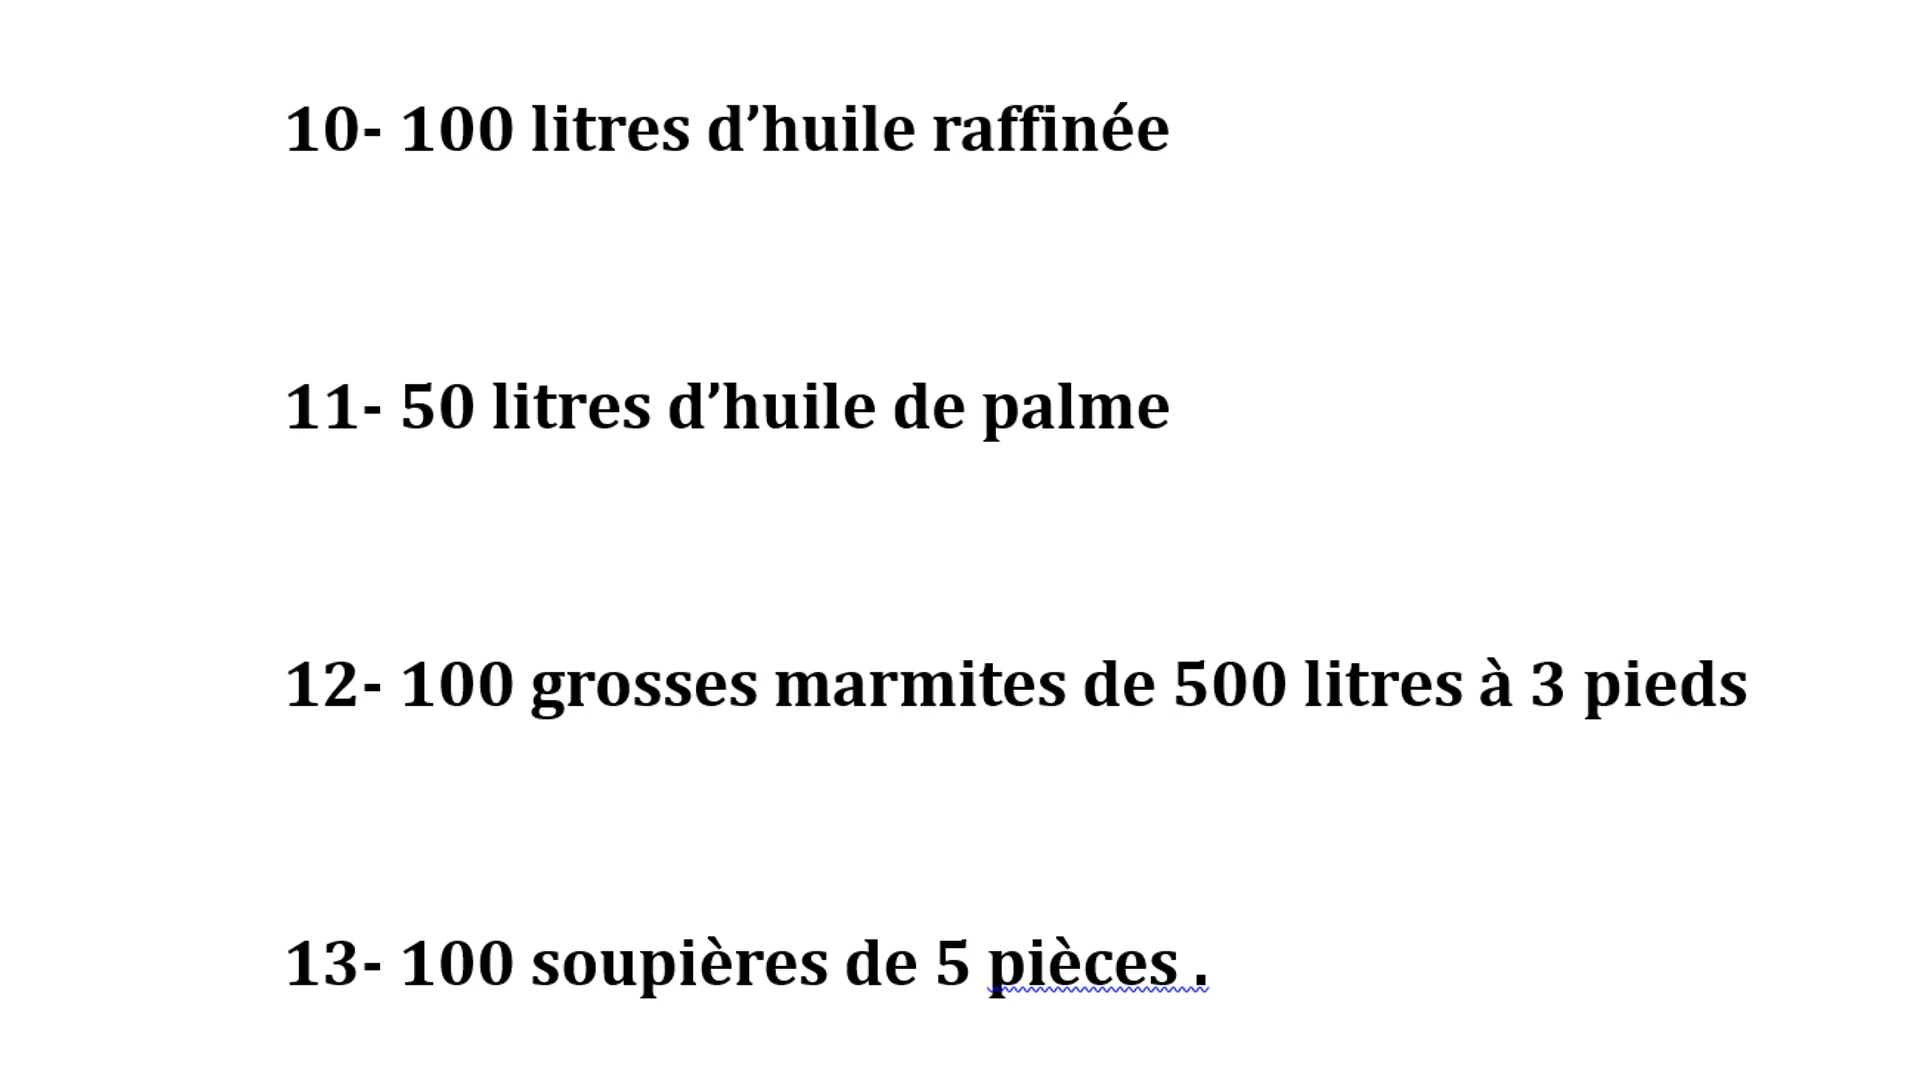 10- 100 litres d’huile raffinée
11- 50 litres d’huile de palme
12- 100 grosses marmites de 500 litres à 3 pieds
13- 100 soupières de 5 pièces .